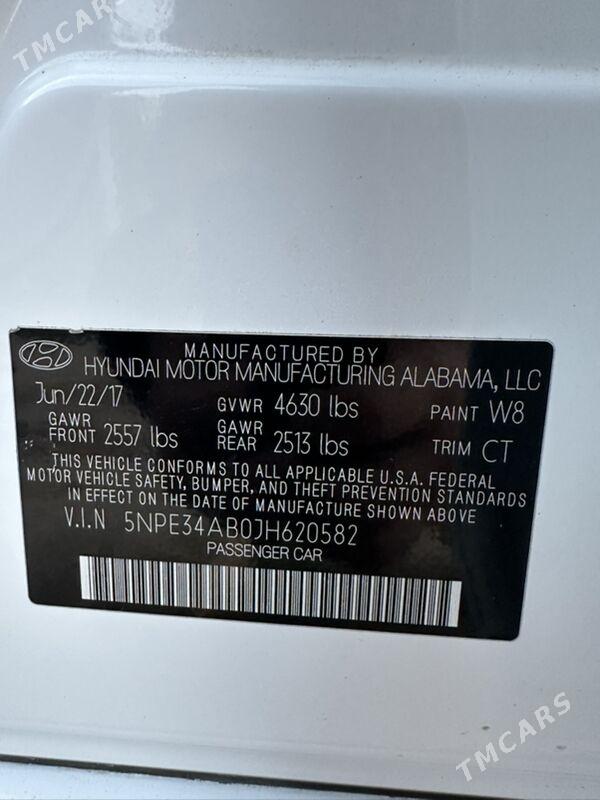 TMCARS
MANUFACTURED BY
HYUNDAI MOTOR MANUFACTURING ALABAMA, LLC
Jun/22/17 GVWR 4630 lbs PAINT W8
GAWR FRONT 2557 lbs GAWR REAR 2513 lbs TRIM CT
THIS VEHICLE CONFORMS TO ALL APPLICABLE U.S.A. FEDERAL
MOTOR VEHICLE SAFETY, BUMPER, AND THEFT PREVENTION STANDARDS
IN EFFECT ON THE DATE OF MANUFACTURE SHOWN ABOVE
V.I.N 5NPE34AB0JH620582
PASSENGER CAR
TMCARS